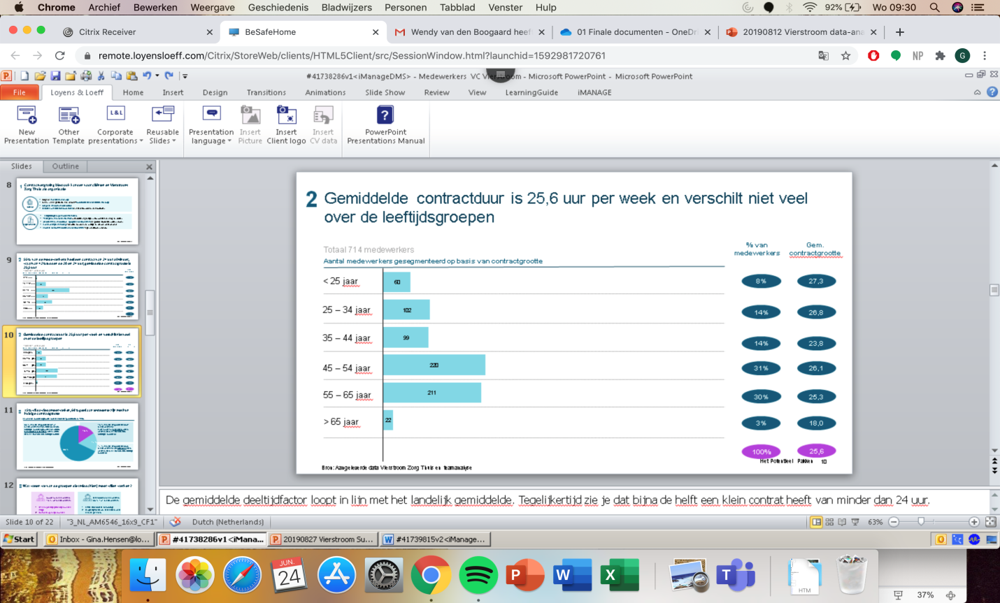 Chrome Archief Bewerken Weergave Geschiedenis Bladwijzers Personen Tabblad Venster Hulp 92% Wo 09:30
Citrix Receiver
BeSafeHome
Wendy van den Boogaard heef
01 Finale documenten - OneDri
20190812 Vierstroom data-ana
remote.loyensloeff.com/Citrix/StoreWeb/clients/HTML5Client/src/SessionWindow.html?launchid=1592981720761
NP
G
#41738286v1<iManageDMS> - Medewerkers VC Vierstroom - Microsoft PowerPoint - Microsoft PowerPoint
File Loyens & Loeff Home Insert Design Transitions Animations Slide Show Review View LearningGuide iMANAGE
L&L
New Presentation
Other Template
Corporate presentations
Reusable Slides
Presentation language
Insert Picture
Insert Client logo
Insert CV data
PowerPoint Presentations Manual
Slides Outline
8
9
10
11
12
2 Gemiddelde contractduur is 25,6 uur per week en verschilt niet veel
over de leeftijdsgroepen
Totaal 714 medewerkers
Aantal medewerkers gesegmenteerd op basis van contractgrootte
% van medewerkers
Gem. contractgrootte
< 25 jaar 60 8% 27,3
25 – 34 jaar 102 14% 26,8
35 – 44 jaar 99 14% 23,8
45 – 54 jaar 220 31% 26,1
55 – 65 jaar 211 30% 25,3
> 65 jaar 22 3% 18,0
100% 25,6
Het Potentieel Pakken 10
Bron: Aangeleverde data Vierstroom Zorg Thuis en teamanalyse
De gemiddelde deeltijdfactor loopt in lijn met het landelijk gemiddelde. Tegelijkertijd zie je dat bijna de helft een klein contrat heeft van minder dan 24 uur.
Slide 10 of 22 "3_NL_AM6546_16x9_CF1" Dutch (Netherlands) 63%
Start
Inbox - Gina.Hensen@lo...
#41738286v1<iMana...
20190827 Vierstroom Su...
#41739815v2<iManage...
JUN.
24
P
W
X
T
HTM
37%